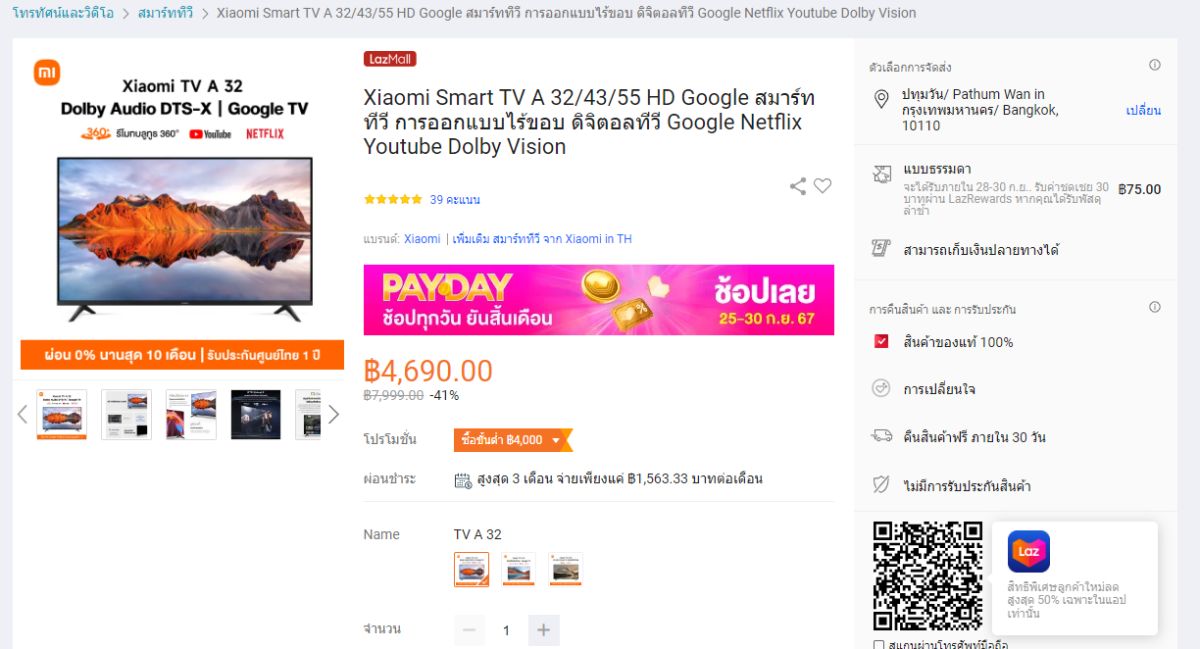 โทรทัศน์และวิดีโอ > สมาร์ททีวี > Xiaomi Smart TV A 32/43/55 HD Google สมาร์ททีวี การออกแบบไร้ขอบ ดิจิตอลทีวี Google Netflix Youtube Dolby Vision
mi
Xiaomi TV A 32
Dolby Audio DTS-X | Google TV
360° รีโมทบลูทูธ 360° YouTube NETFLIX
ผ่อน 0% นานสุด 10 เดือน | รับประกันศูนย์ไทย 1 ปี
LazMall
Xiaomi Smart TV A 32/43/55 HD Google สมาร์ท
ทีวี การออกแบบไร้ขอบ ดิจิตอลทีวี Google Netflix
Youtube Dolby Vision
39 คะแนน
แบรนด์: Xiaomi | เพิ่มเติม สมาร์ททีวี จาก Xiaomi in TH
PAYDAY
ช้อปทุกวัน ยันสิ้นเดือน
ช้อปเลย
25-30 ก.ย. 67
฿4,690.00
฿7,999.00 -41%
โปรโมชั่น ซื้อขั้นต่ำ ฿4,000
ผ่อนชำระ สูงสุด 3 เดือน จ่ายเพียงแค่ ฿1,563.33 บาทต่อเดือน
Name TV A 32
จำนวน 1
ตัวเลือกการจัดส่ง
ปทุมวัน/ Pathum Wan in
กรุงเทพมหานคร/ Bangkok,
10110
เปลี่ยน
แบบธรรมดา
จะได้รับภายใน 28-30 ก.ย.. รับค่าชดเชย 30
บาทผ่าน LazRewards หากคุณได้รับพัสดุ
ล่าช้า
฿75.00
สามารถเก็บเงินปลายทางได้
การคืนสินค้า และ การรับประกัน
สินค้าของแท้ 100%
การเปลี่ยนใจ
คืนสินค้าฟรี ภายใน 30 วัน
ไม่มีการรับประกันสินค้า
Laz
สิทธิพิเศษลูกค้าใหม่ลด
สูงสุด 50% เฉพาะในแอป
เท่านั้น
สแกนผ่านโทรศัพท์มือถือ